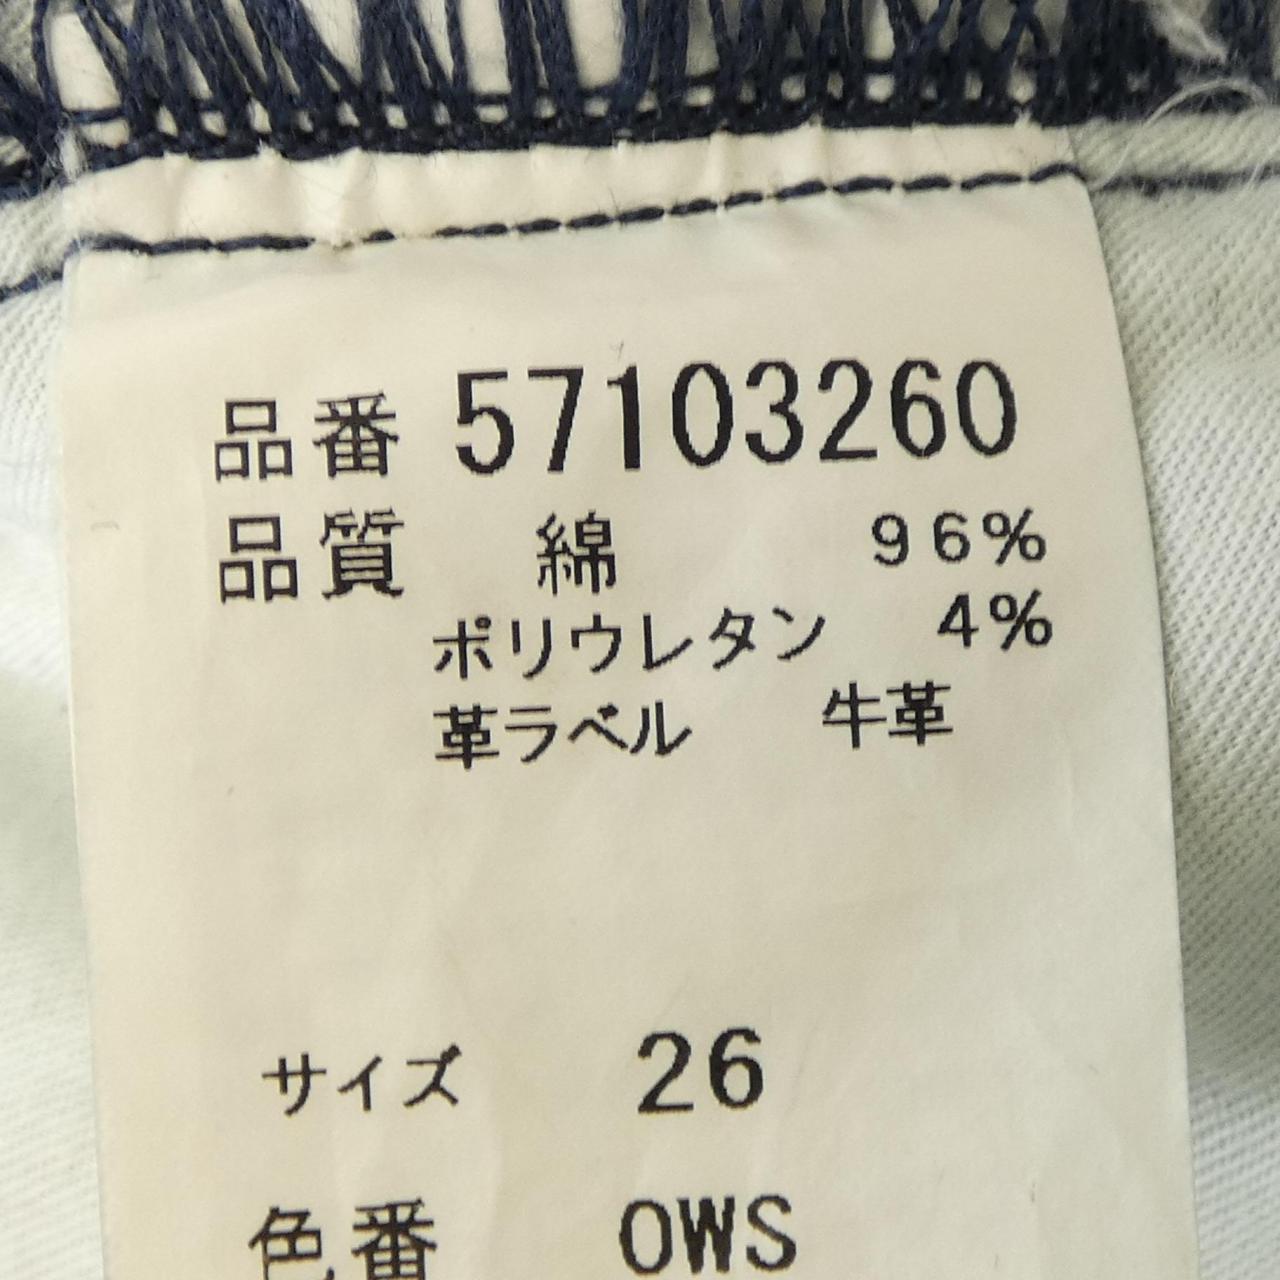 品番 57103260
品質 綿 96%
ポリウレタン 4%
革ラベル 牛革
サイズ 26
色番 OWS